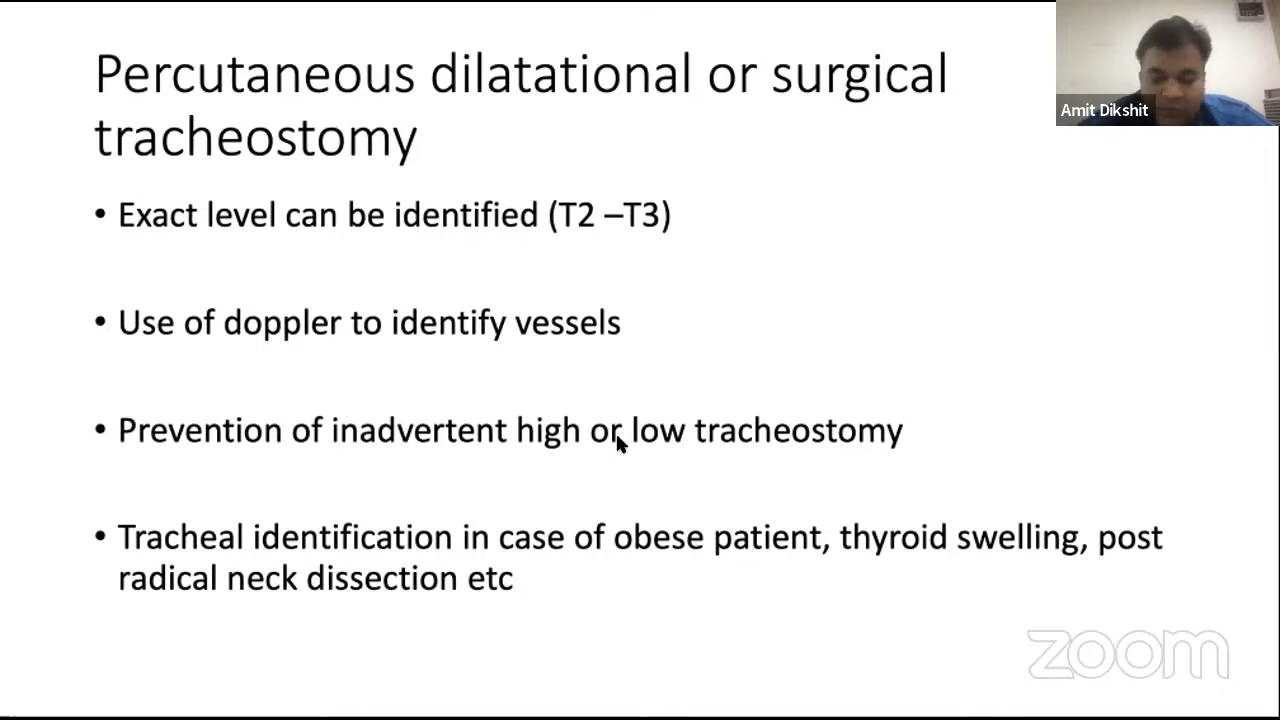 Percutaneous dilatational or surgical
tracheostomy
Amit Dikshit
• Exact level can be identified (T2 –T3)
• Use of doppler to identify vessels
• Prevention of inadvertent high or low tracheostomy
• Tracheal identification in case of obese patient, thyroid swelling, post
radical neck dissection etc
zoom